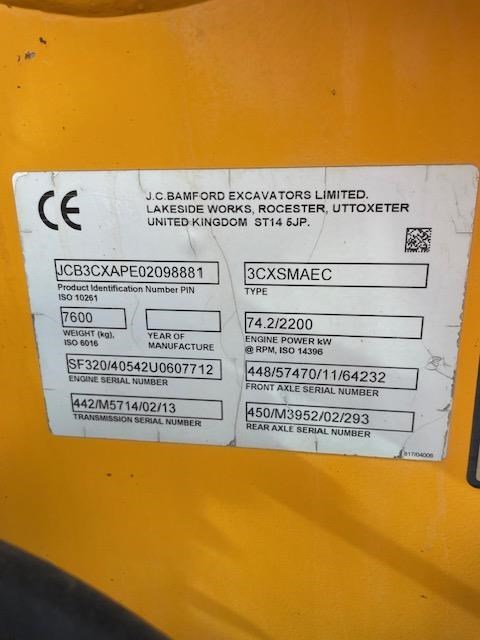 CE
J.C.BAMFORD EXCAVATORS LIMITED.
LAKESIDE WORKS, ROCESTER, UTTOXETER
UNITED KINGDOM ST14 5JP.
JCB3CXAPE02098881
Product Identification Number PIN
ISO 10261
3CXSMAEC
TYPE
7600
WEIGHT (kg),
ISO 6016
YEAR OF
MANUFACTURE
74.2/2200
ENGINE POWER kW
@ RPM, ISO 14396
SF320/40542U0607712
ENGINE SERIAL NUMBER
448/57470/11/64232
FRONT AXLE SERIAL NUMBER
442/M5714/02/13
TRANSMISSION SERIAL NUMBER
450/M3952/02/293
REAR AXLE SERIAL NUMBER
817/04006